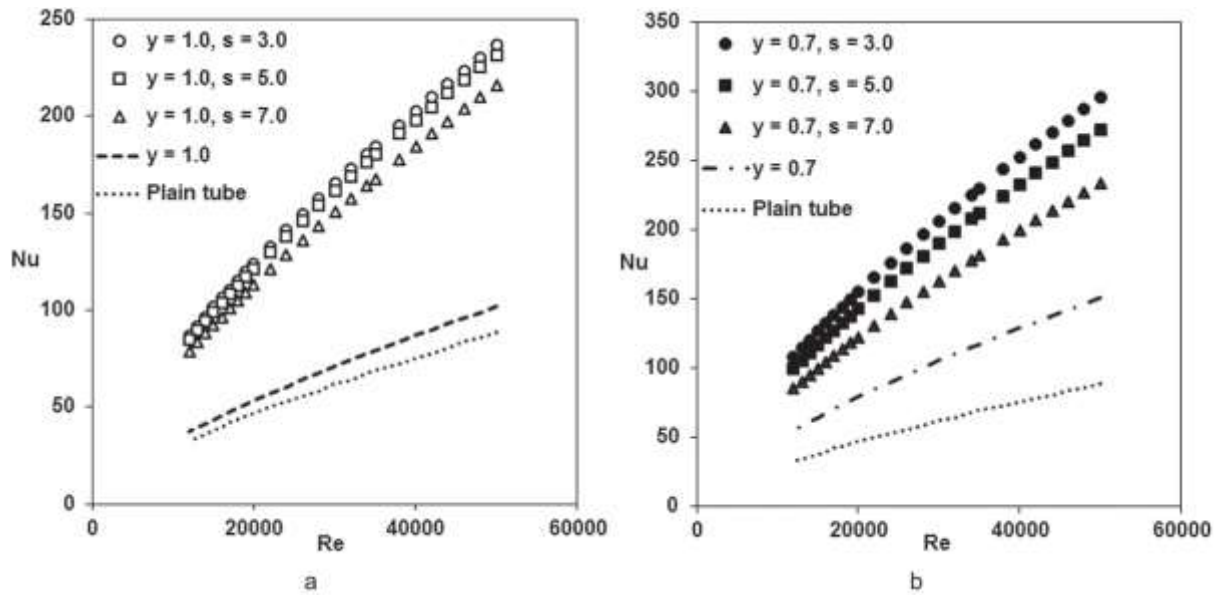 250
y = 1.0, s = 3.0
y = 1.0, s = 5.0
200
y = 1.0, s = 7.0
y = 1.0
150
Plain tube
Nu
100
50
0
0 20000 40000 60000
Re
a
350
y = 0.7, s = 3.0
300
y = 0.7, s = 5.0
y = 0.7, s = 7.0
250
y = 0.7
200
Plain tube
Nu
150
100
50
0
0 20000 40000 60000
Re
b